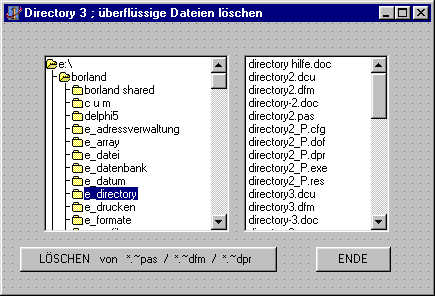 Directory 3 ; überflüssige Dateien löschen
e:\
borland
borland shared
c u m
delphi5
e_adressverwaltung
e_array
e_datei
e_datenbank
e_datum
e_directory
e_drucken
e_formate
directory hilfe.doc
directory2.dcu
directory2.dfm
directory-2.doc
directory2.pas
directory2_P.cfg
directory2_P.dof
directory2_P.dpr
directory2_P.exe
directory2_P.res
directory3.dcu
directory3.dfm
directory-3.doc
LÖSCHEN von *.~pas / *.~dfm / *.~dpr
ENDE